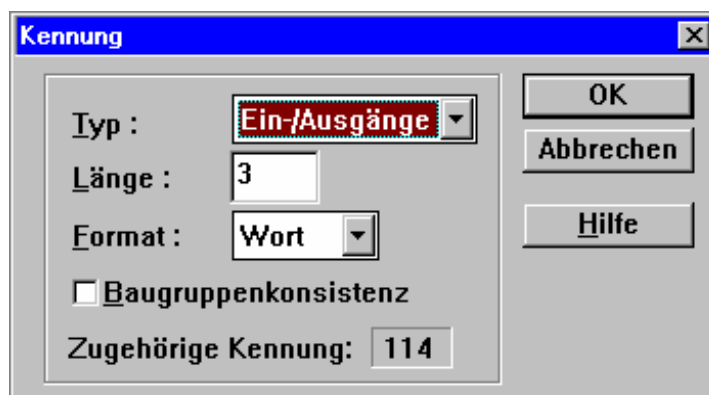 Kennung
Typ : Ein-/Ausgänge
OK
Länge : 3
Abbrechen
Format : Wort
Hilfe
Baugruppenkonsistenz
Zugehörige Kennung: 114